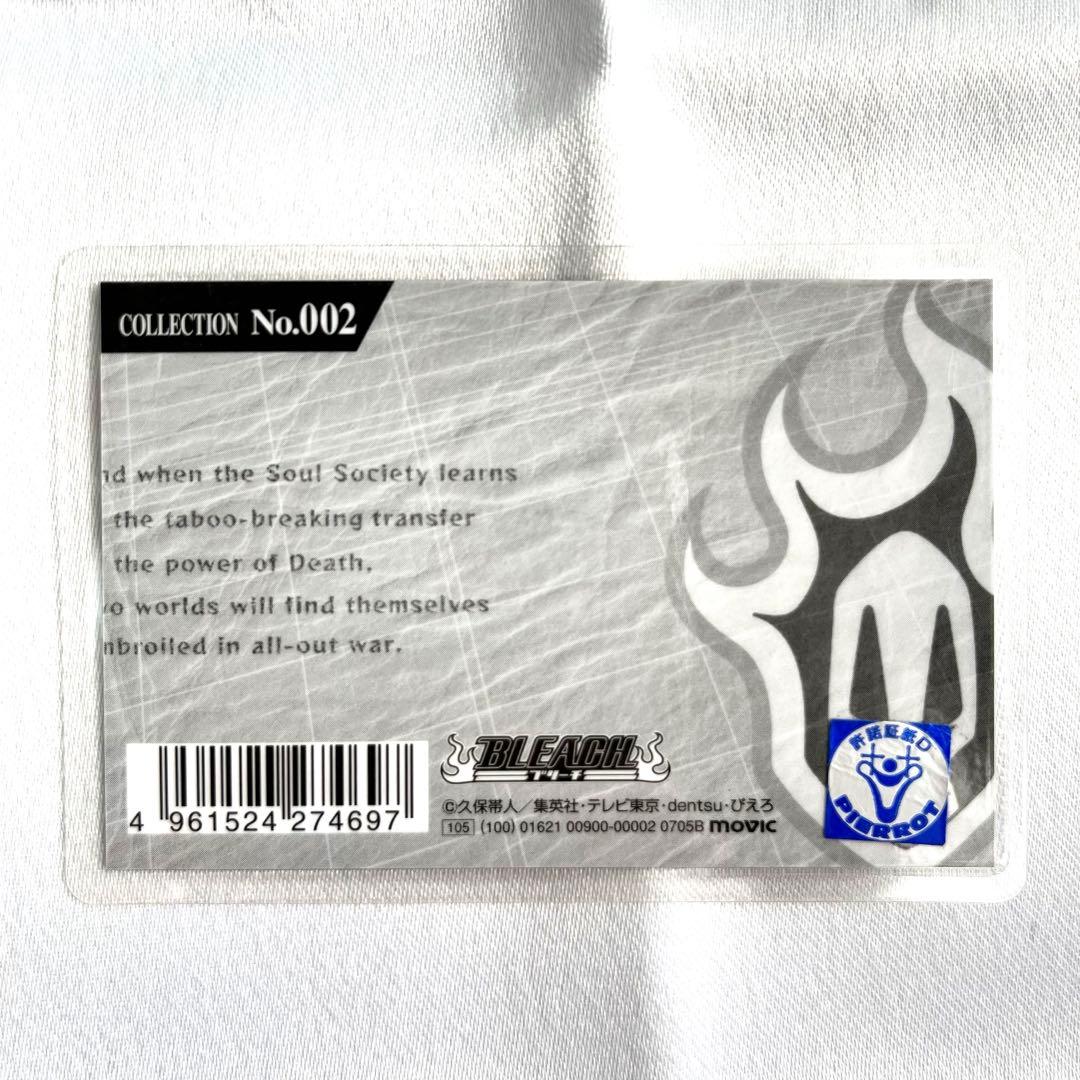 COLLECTION No.002
nd when the Soul Society learns
the taboo-breaking transfer
the power of Death,
o worlds will find themselves
mbroiled in all-out war.
4 961524 274697
BLEACH
ブリーチ
©久保帯人／集英社・テレビ東京・dentsu・ぴえろ
105 (100) 01621 00900-00002 0705B movic
許諾証紙D
PIERROT